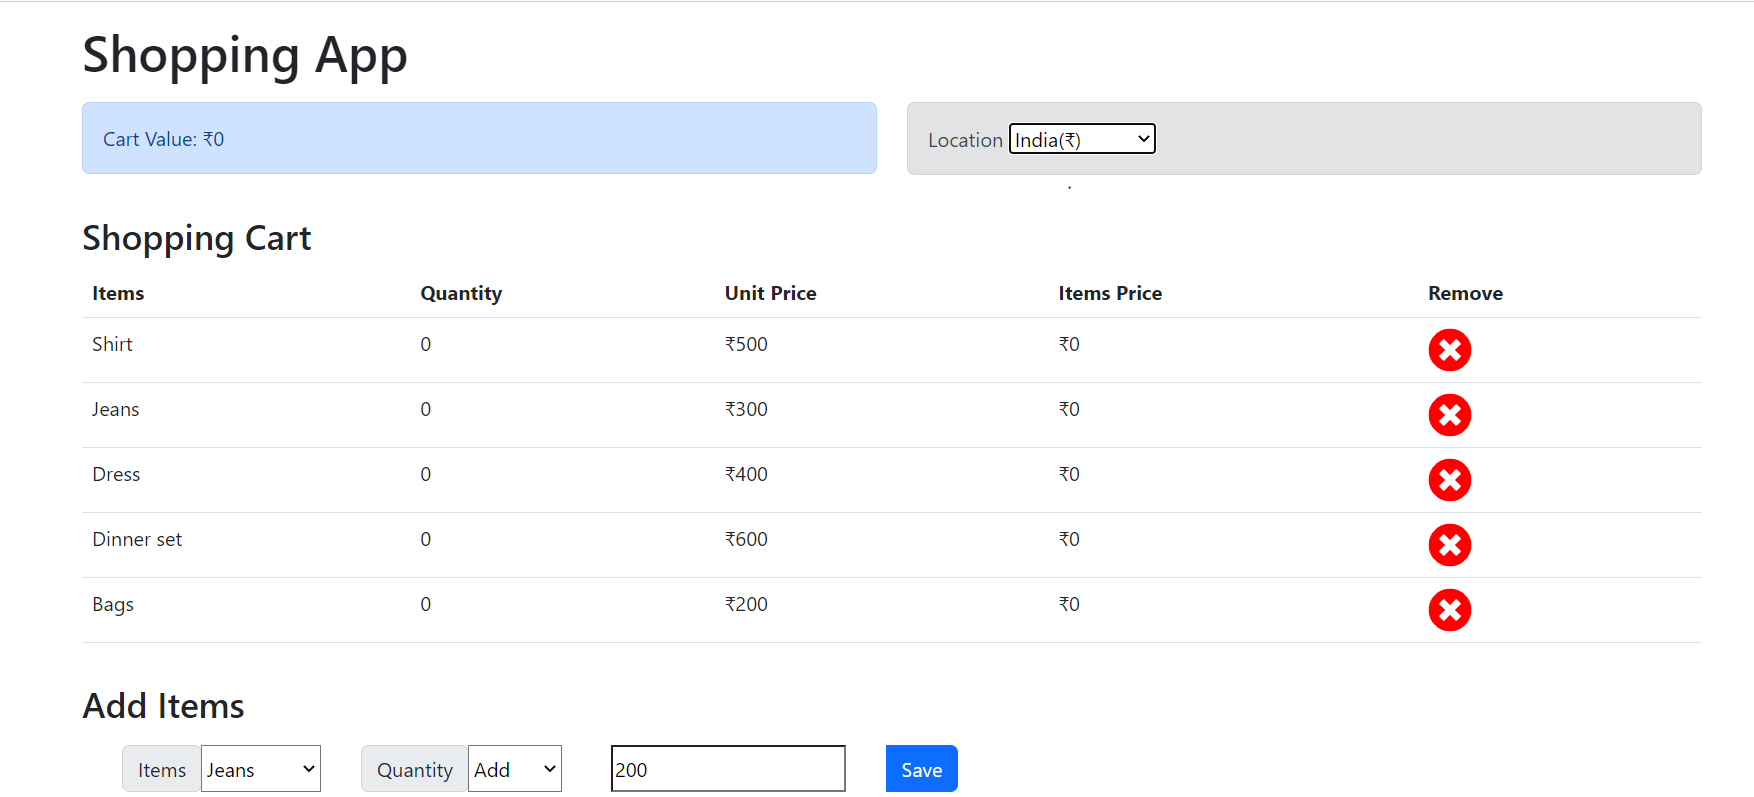 Shopping App
Cart Value: ₹0
Location India(₹)
Shopping Cart
Items Quantity Unit Price Items Price Remove
Shirt 0 ₹500 ₹0
Jeans 0 ₹300 ₹0
Dress 0 ₹400 ₹0
Dinner set 0 ₹600 ₹0
Bags 0 ₹200 ₹0
Add Items
Items Jeans Quantity Add 200 Save